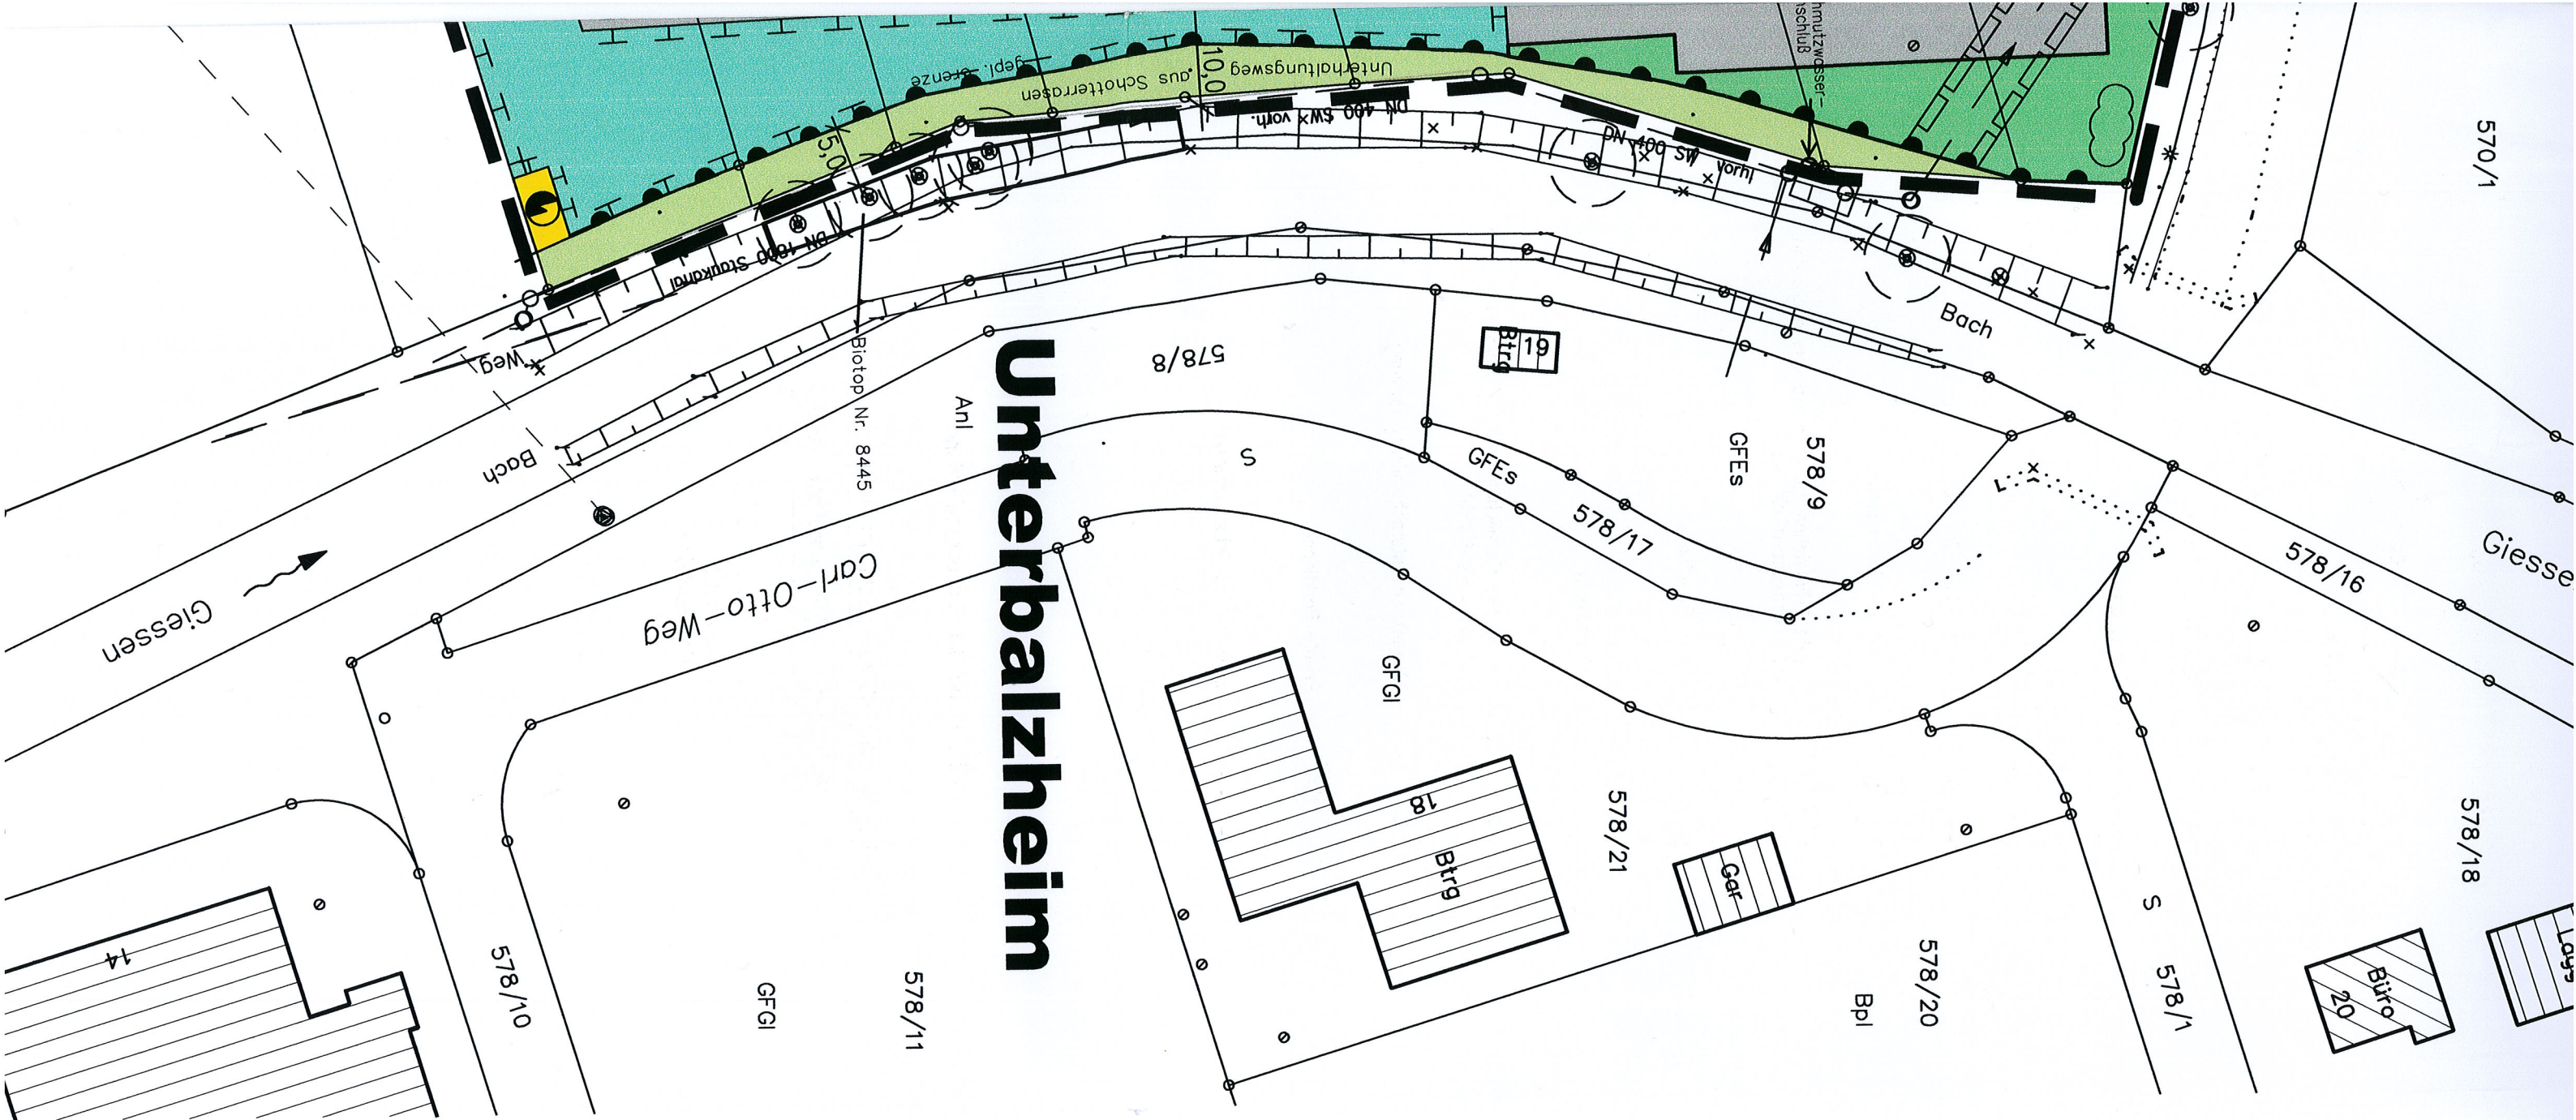 gepl. Grenze
Unterhaltungsweg
aus Schotterrasen
10,0
5,0
DN 400 SW vorh.
DN 400 SW
vorh
DN 1800 Staukanal
Weg
Bach
Biotop Nr. 8445
Anl
Unterbalzheim
578/8
Btrg
19
GFEs
578/9
GFEs
578/17
S
Bach
570/1
578/16
Giesse
Giessen
Carl-Otto-Weg
GFGl
18
Btrg
578/21
Gar
578/20
Bpl
S
578/1
578/18
Büro
20
14
578/10
GFGl
578/11